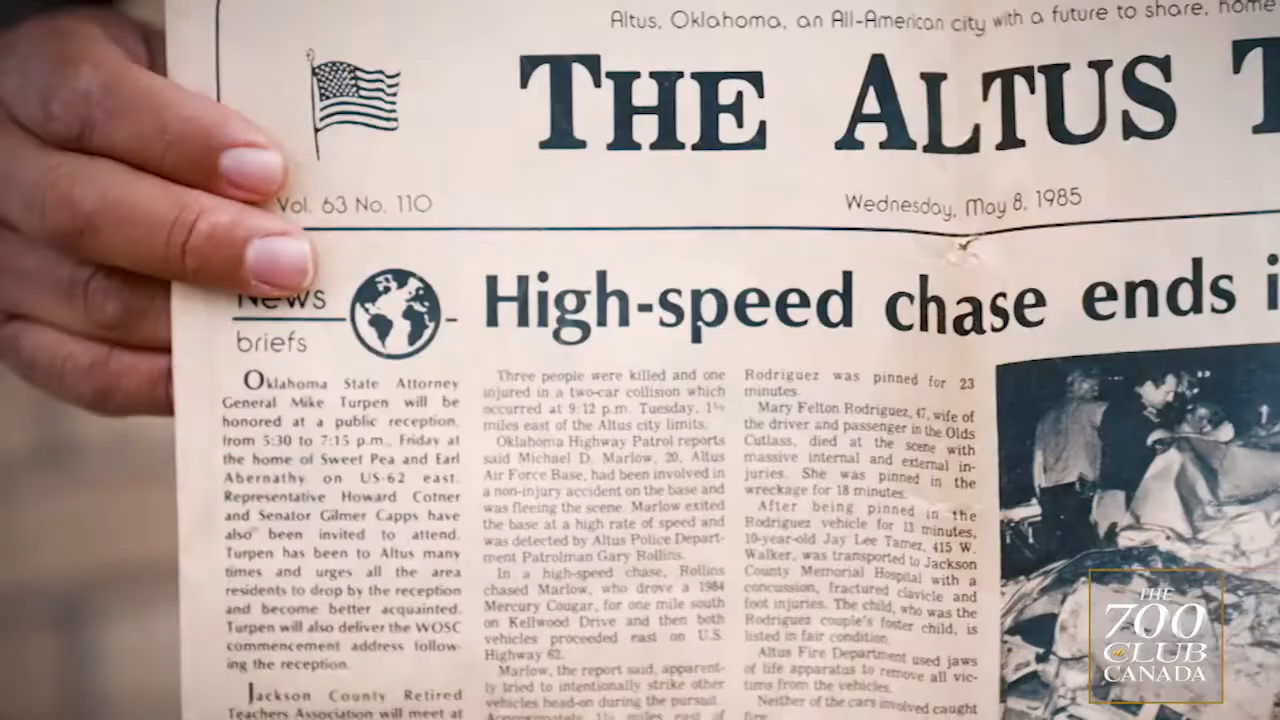 Altus, Oklahoma, an All-American city with a future to share, home
THE ALTUS T
Vol. 63 No. 110
Wednesday, May 8, 1985
News
briefs
High-speed chase ends i
Oklahoma State Attorney
General Mike Turpen will be
honored at a public reception,
from 5:30 to 7:15 p.m., Friday at
the home of Sweet Pea and Earl
Abernathy on US-62 east.
Representative Howard Cotner
and Senator Gilmer Capps have
also been invited to attend.
Turpen has been to Altus many
times and urges all the area
residents to drop by the reception
and become better acquainted.
Turpen will also deliver the WOSC
commencement address follow-
ing the reception.
Jackson County Retired
Teachers Association will meet at
Three people were killed and one
injured in a two-car collision which
occurred at 9:12 p.m. Tuesday, 1½
miles east of the Altus city limits.
Oklahoma Highway Patrol reports
said Michael D. Marlow, 20, Altus
Air Force Base, had been involved in
a non-injury accident on the base and
was fleeing the scene. Marlow exited
the base at a high rate of speed and
was detected by Altus Police Depart-
ment Patrolman Gary Rollins.
In a high-speed chase, Rollins
chased Marlow, who drove a 1984
Mercury Cougar, for one mile south
on Kellwood Drive and then both
vehicles proceeded east on U.S.
Highway 62.
Marlow, the report said, apparent-
ly tried to intentionally strike other
vehicles head-on during the pursuit.
Approximately 1½ miles east of
Rodriguez was pinned for 23
minutes.
Mary Felton Rodriguez, 47, wife of
the driver and passenger in the Olds
Cutlass, died at the scene with
massive internal and external in-
juries. She was pinned in the
wreckage for 18 minutes.
After being pinned in the
Rodriguez vehicle for 13 minutes,
10-year-old Jay Lee Tamez, 415 W.
Walker, was transported to Jackson
County Memorial Hospital with a
concussion, fractured clavicle and
foot injuries. The child, who was the
Rodriguez couple's foster child, is
listed in fair condition.
Altus Fire Department used jaws
of life apparatus to remove all vic-
tims from the vehicles.
Neither of the cars involved caught
fire.
THE
700
CLUB
CANADA